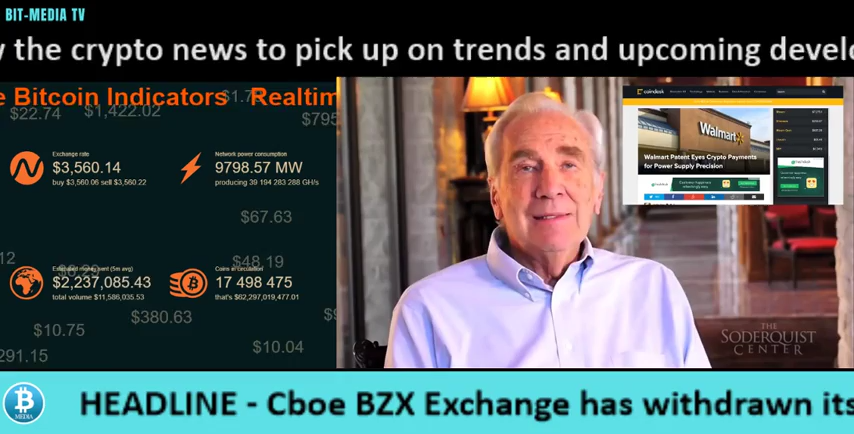 BIT-MEDIA TV
y the crypto news to pick up on trends and upcoming develo
e Bitcoin Indicators Realtim
$22.74
$1,422.02
$1.7
$795
Exchange rate
$3,560.14
buy $3,560.06 sell $3,560.22
Network power consumption
9798.57 MW
producing 39 194 283 288 GH/s
$67.63
12
$48.19
$2,237,085.43
total volume $11,586,035.53
Coins in circulation
17 498 475
that's $62,297,019,477.01
$380.63
$10.75
$10.04
291.15
coindesk
Walmart
Walmart Patent Eyes Crypto Payments
for Power Supply Precision
THE
SODERQUIST
CENTER
B
MEDIA
HEADLINE - Cboe BZX Exchange has withdrawn its